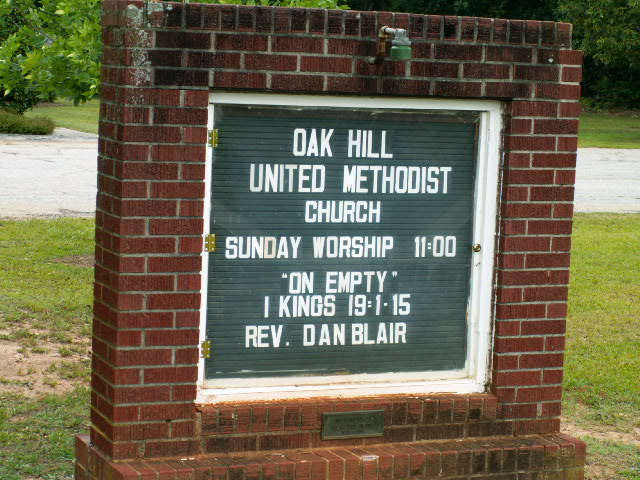 OAK HILL
UNITED METHODIST
CHURCH
SUNDAY WORSHIP 11:00
"ON EMPTY"
I KINGS 19:1-15
REV. DAN BLAIR